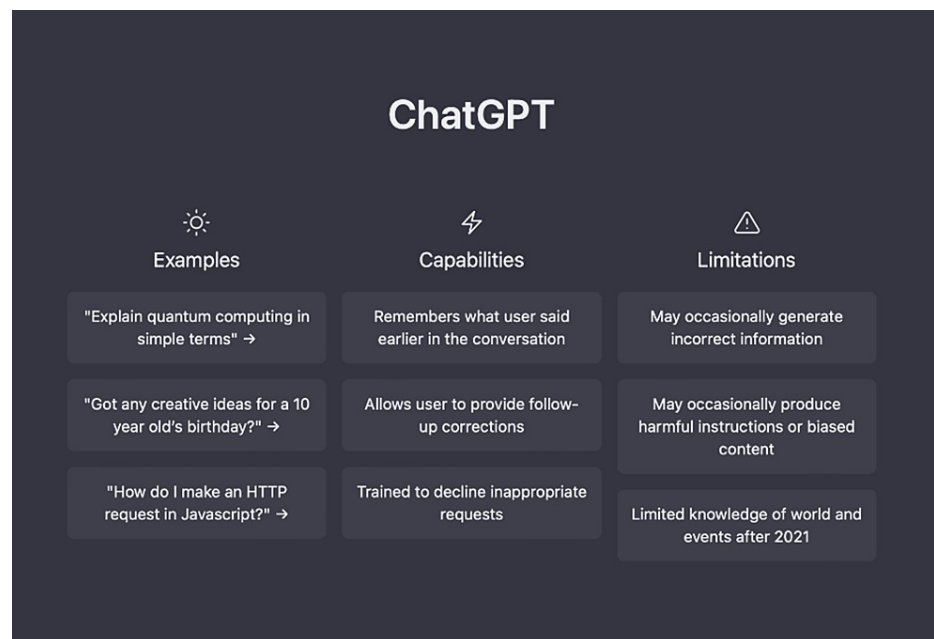 ChatGPT
Examples
"Explain quantum computing in
simple terms" →
"Got any creative ideas for a 10
year old's birthday?" →
"How do I make an HTTP
request in Javascript?" →
Capabilities
Remembers what user said
earlier in the conversation
Allows user to provide follow-
up corrections
Trained to decline inappropriate
requests
Limitations
May occasionally generate
incorrect information
May occasionally produce
harmful instructions or biased
content
Limited knowledge of world and
events after 2021